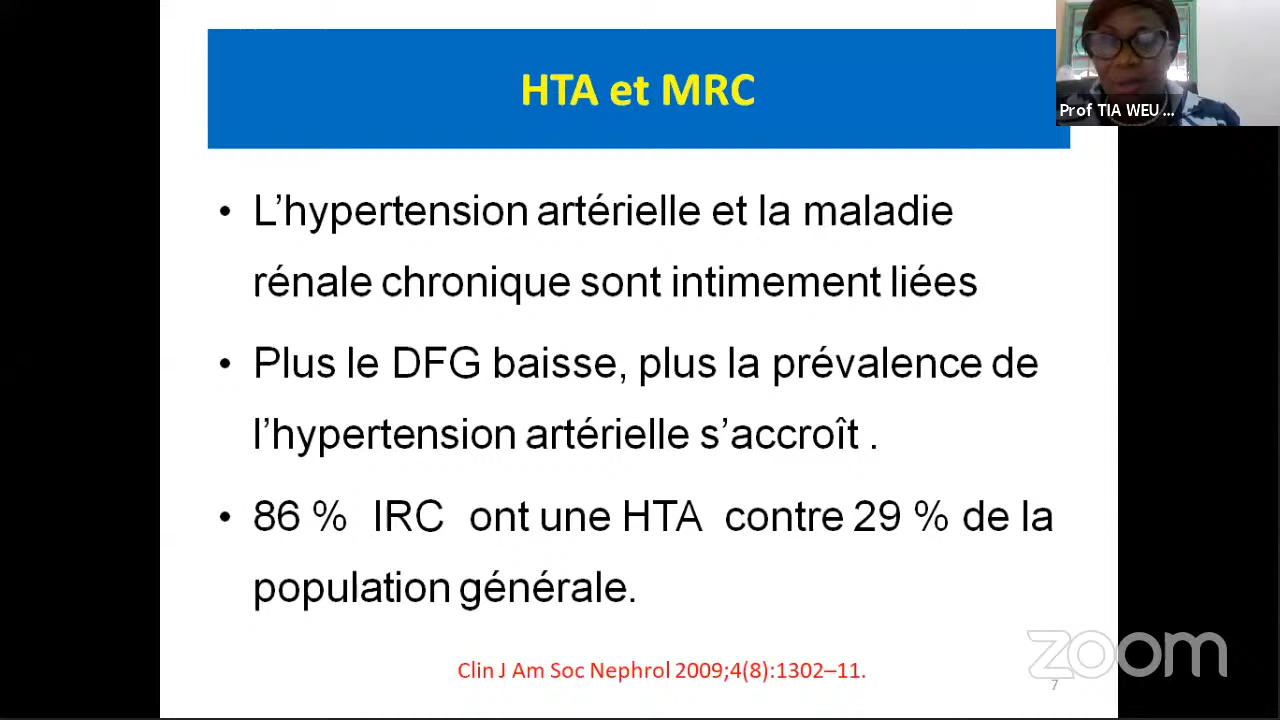 HTA et MRC
Prof TIA WEU ...
• L’hypertension artérielle et la maladie
rénale chronique sont intimement liées
• Plus le DFG baisse, plus la prévalence de
l’hypertension artérielle s’accroît .
• 86 % IRC ont une HTA contre 29 % de la
population générale.
Clin J Am Soc Nephrol 2009;4(8):1302–11.
zoom
7